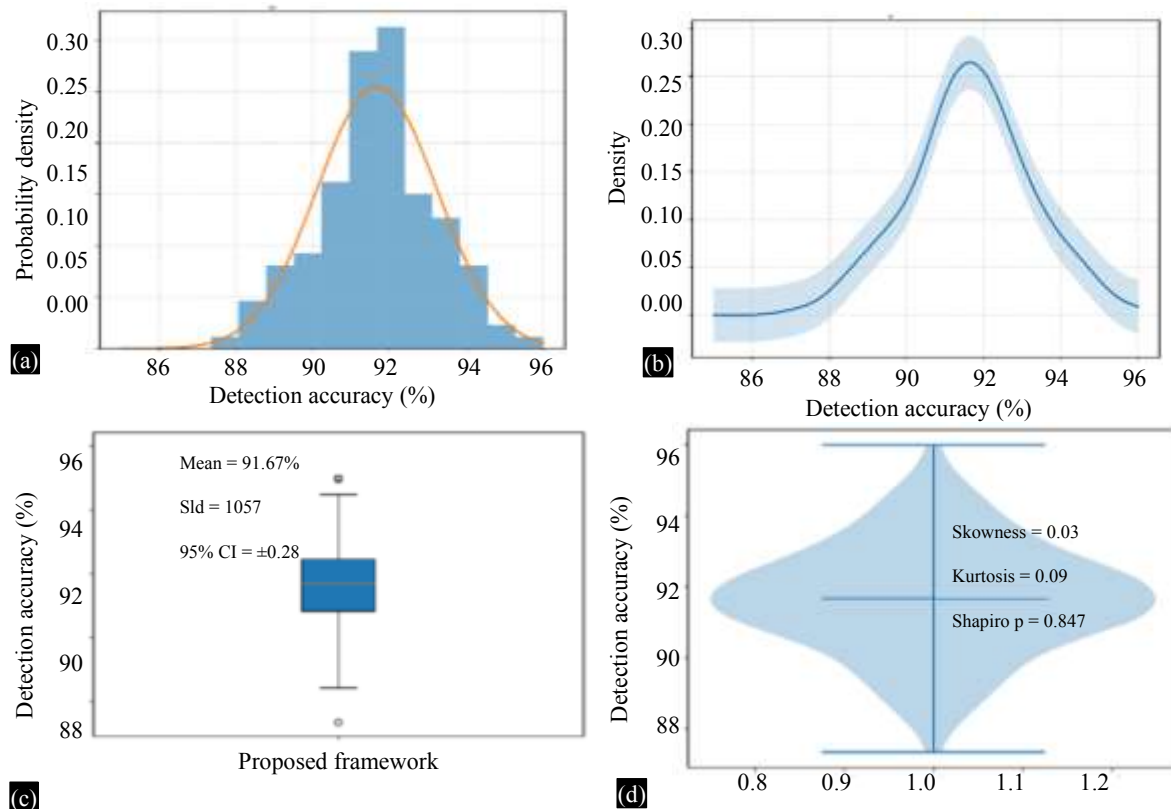 0.30
0.25
0.20
0.15
0.10
0.05
0.00
Probability density
86 88 90 92 94 96
Detection accuracy (%)
(a)
0.30
0.25
0.20
0.15
0.10
0.05
0.00
Density
86 88 90 92 94 96
Detection accuracy (%)
(b)
96
94
92
90
88
Detection accuracy (%)
Mean = 91.67%
Sld = 1057
95% CI = ±0.28
Proposed framework
(c)
96
94
92
90
88
Detection accuracy (%)
Skowness = 0.03
Kurtosis = 0.09
Shapiro p = 0.847
0.8 0.9 1.0 1.1 1.2
(d)